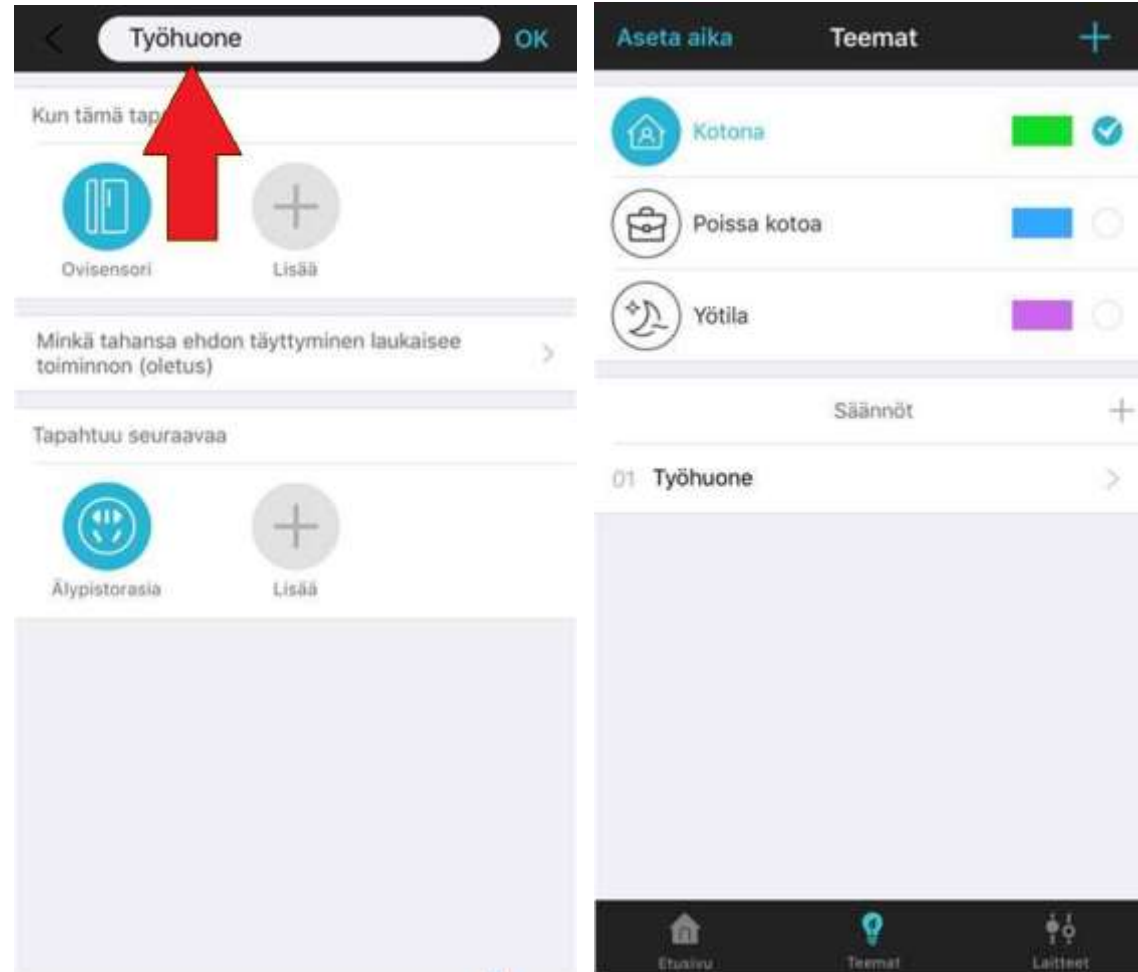 Työhuone
OK
Kun tämä
Ovisensori
Lisää
Minkä tahansa ehdon täyttyminen laukaisee
toiminnon (oletus)
Tapahtuu seuraavaa
Älypistorasia
Lisää
Aseta aika
Teemat
Kotona
Poissa kotoa
Yötila
Säännöt
01 Työhuone
Etusivu
Teemat
Laitteet